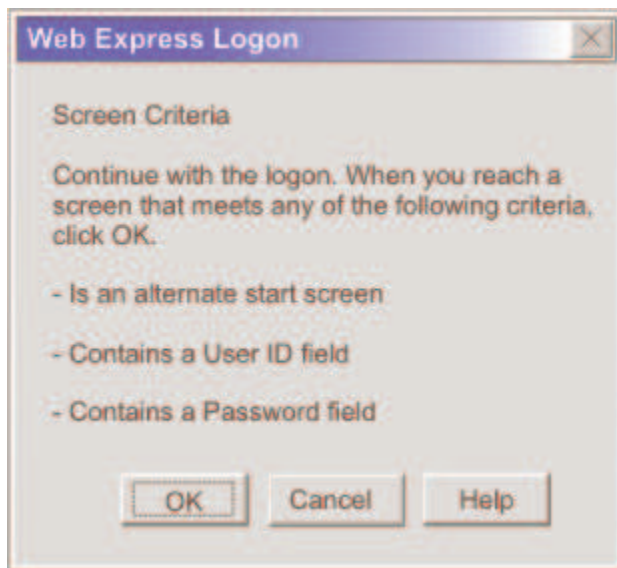 Web Express Logon
Screen Criteria
Continue with the logon. When you reach a
screen that meets any of the following criteria,
click OK.
- Is an alternate start screen
- Contains a User ID field
- Contains a Password field
OK Cancel Help